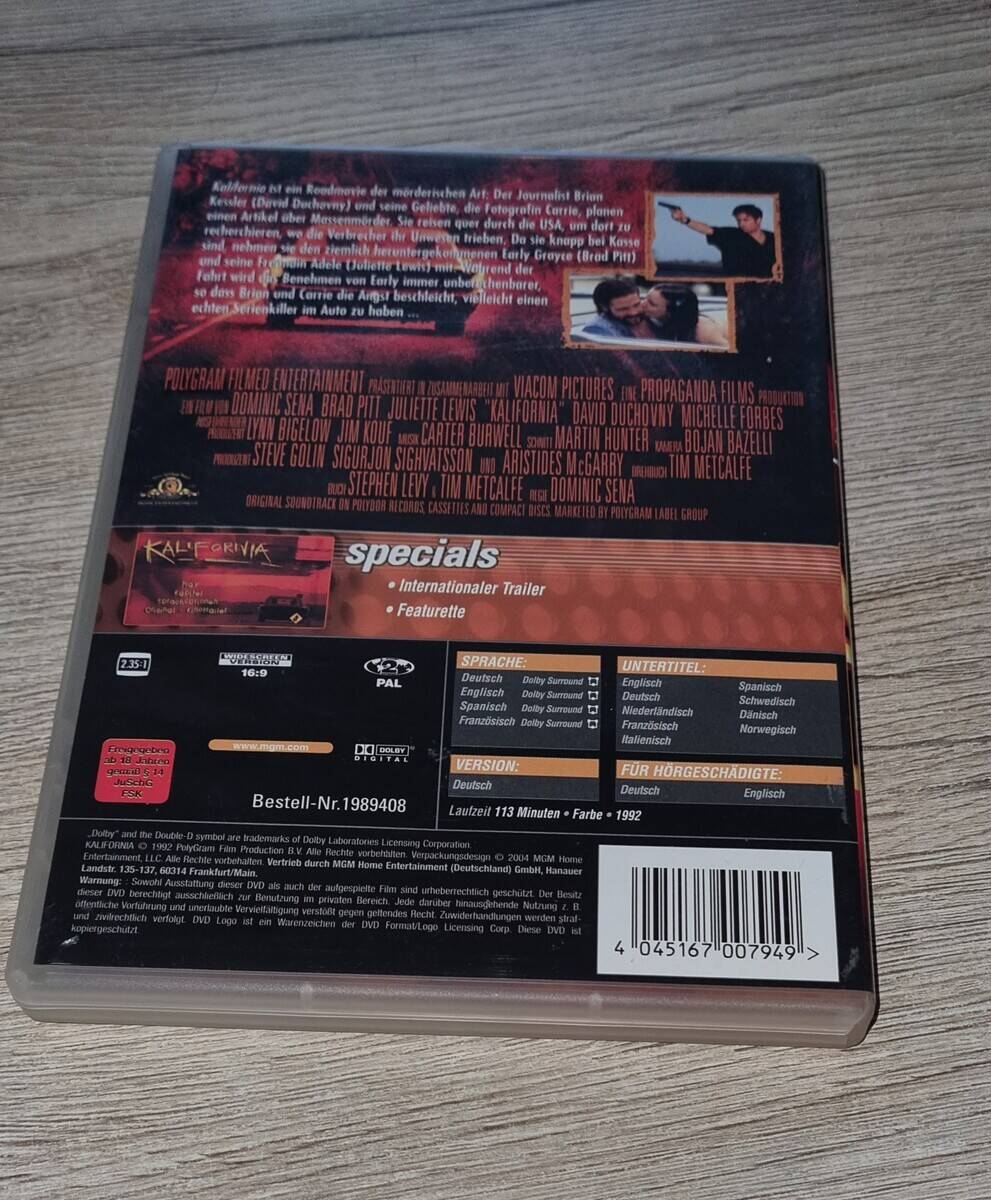 Kalifornia ist ein Roadmovie der mörderischen Art: Der Journalist Brian
Kessler (David Duchovny) und seine Geliebte, die Fotografin Carrie, planen
einen Artikel über Massenmörder. Sie reisen quer durch die USA, um dort zu
recherchieren, wo die Verbrecher ihr Unwesen trieben. Da sie knapp bei Kasse
sind, nehmen sie den ziemlich heruntergekommenen Early Grayce (Brad Pitt)
und seine Freundin Adele (Juliette Lewis) mit. Während der
Fahrt wird das Benehmen von Early immer unberechenbarer,
so dass Brian und Carrie die Angst beschleicht, vielleicht einen
echten Serienkiller im Auto zu haben ...
POLYGRAM FILMED ENTERTAINMENT PRÄSENTIERT IN ZUSAMMENARBEIT MIT VIACOM PICTURES EINE PROPAGANDA FILMS PRODUKTION
EIN FILM VON DOMINIC SENA BRAD PITT JULIETTE LEWIS "KALIFORNIA" DAVID DUCHOVNY MICHELLE FORBES
AUSFÜHRENDER PRODUZENT LYNN BIGELOW JIM KOUF MUSIK CARTER BURWELL SCHNITT MARTIN HUNTER KAMERA BOJAN BAZELLI
PRODUZENT STEVE GOLIN SIGURJON SIGHVATSSON UND ARISTIDES McGARRY DREHBUCH TIM METCALFE
BUCH STEPHEN LEVY & TIM METCALFE REGIE DOMINIC SENA
ORIGINAL SOUNDTRACK ON POLYDOR RECORDS, CASSETTES AND COMPACT DISCS. MARKETED BY POLYGRAM LABEL GROUP
KALIFORNIA
Kapitel
Sprachoptionen
Original - Kinotrailer
specials
• Internationaler Trailer
• Featurette
2.35:1
WIDESCREEN
VERSION
16:9
2
PAL
SPRACHE:
Deutsch Dolby Surround
Englisch Dolby Surround
Spanisch Dolby Surround
Französisch Dolby Surround
UNTERTITEL:
Englisch Spanisch
Deutsch Schwedisch
Niederländisch Dänisch
Französisch Norwegisch
Italienisch
Freigegeben
ab 18 Jahren
gemäß § 14
JuSchG
FSK
www.mgm.com
DOLBY
DIGITAL
Bestell-Nr.1989408
VERSION:
Deutsch
FÜR HÖRGESCHÄDIGTE:
Deutsch Englisch
Laufzeit 113 Minuten • Farbe • 1992
„Dolby" and the Double-D symbol are trademarks of Dolby Laboratories Licensing Corporation.
KALIFORNIA © 1992 PolyGram Film Production B.V. Alle Rechte vorbehalten. Verpackungsdesign © 2004 MGM Home
Entertainment, LLC. Alle Rechte vorbehalten. Vertrieb durch MGM Home Entertainment (Deutschland) GmbH, Hanauer
Landstr. 135-137, 60314 Frankfurt/Main.
Warnung: : Sowohl Ausstattung dieser DVD als auch der aufgespielte Film sind urheberrechtlich geschützt. Der Besitz
dieser DVD berechtigt ausschließlich zur Benutzung im privaten Bereich. Jede darüber hinausgehende Nutzung z. B.
öffentliche Vorführung und unerlaubte Vervielfältigung verstößt gegen geltendes Recht. Zuwiderhandlungen werden straf-
und zivilrechtlich verfolgt. DVD Logo ist ein Warenzeichen der DVD Format/Logo Licensing Corp. Diese DVD ist
kopiergeschützt.
4 045167 007949 >